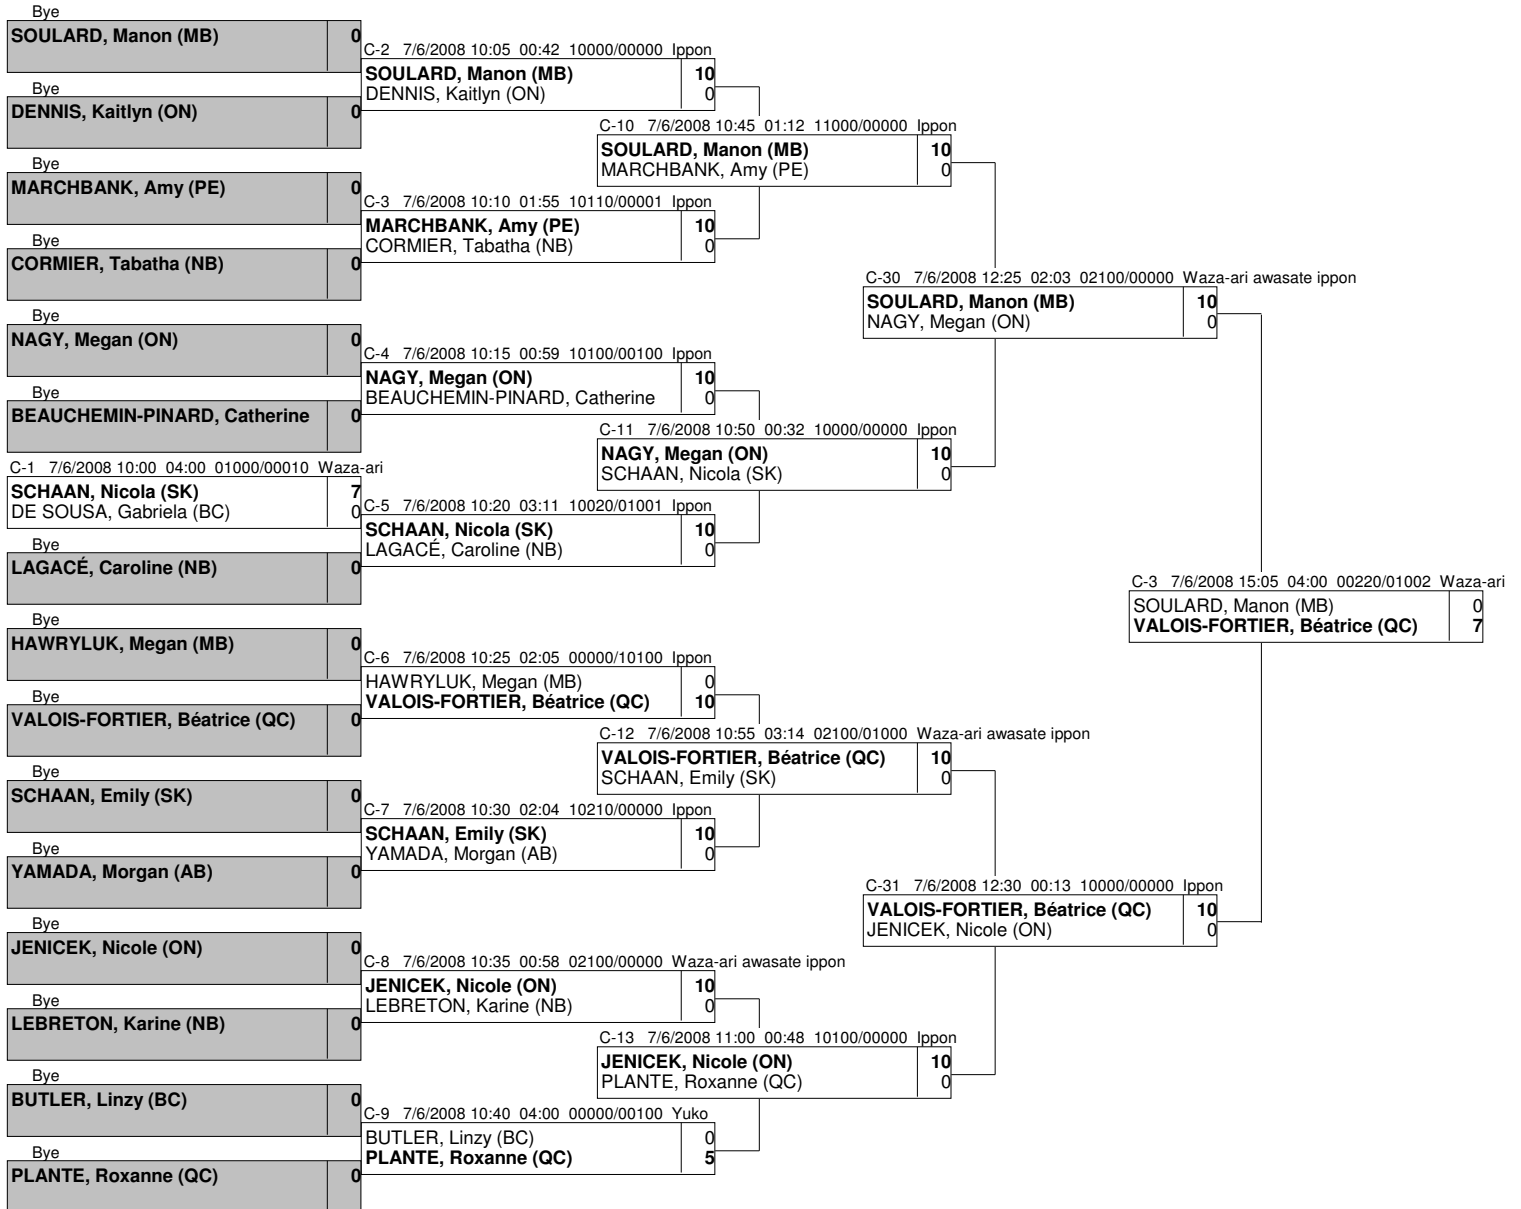 Bye
SOULARD, Manon (MB) 0
Bye
DENNIS, Kaitlyn (ON) 0
Bye
MARCHBANK, Amy (PE) 0
Bye
CORMIER, Tabatha (NB) 0
Bye
NAGY, Megan (ON) 0
Bye
BEAUCHEMIN-PINARD, Catherine 0
C-1 7/6/2008 10:00 04:00 01000/00010 Waza-ari
SCHAAN, Nicola (SK) 7
DE SOUSA, Gabriela (BC) 0
Bye
LAGACÉ, Caroline (NB) 0
Bye
HAWRYLUK, Megan (MB) 0
Bye
VALOIS-FORTIER, Béatrice (QC) 0
Bye
SCHAAN, Emily (SK) 0
Bye
YAMADA, Morgan (AB) 0
Bye
JENICEK, Nicole (ON) 0
Bye
LEBRETON, Karine (NB) 0
Bye
BUTLER, Linzy (BC) 0
Bye
PLANTE, Roxanne (QC) 0
C-2 7/6/2008 10:05 00:42 10000/00000 Ippon
SOULARD, Manon (MB) 10
DENNIS, Kaitlyn (ON) 0
C-3 7/6/2008 10:10 01:55 10110/00001 Ippon
MARCHBANK, Amy (PE) 10
CORMIER, Tabatha (NB) 0
C-4 7/6/2008 10:15 00:59 10100/00100 Ippon
NAGY, Megan (ON) 10
BEAUCHEMIN-PINARD, Catherine 0
C-5 7/6/2008 10:20 03:11 10020/01001 Ippon
SCHAAN, Nicola (SK) 10
LAGACÉ, Caroline (NB) 0
C-6 7/6/2008 10:25 02:05 00000/10100 Ippon
HAWRYLUK, Megan (MB) 0
VALOIS-FORTIER, Béatrice (QC) 10
C-7 7/6/2008 10:30 02:04 10210/00000 Ippon
SCHAAN, Emily (SK) 10
YAMADA, Morgan (AB) 0
C-8 7/6/2008 10:35 00:58 02100/00000 Waza-ari awasate ippon
JENICEK, Nicole (ON) 10
LEBRETON, Karine (NB) 0
C-9 7/6/2008 10:40 04:00 00000/00100 Yuko
BUTLER, Linzy (BC) 0
PLANTE, Roxanne (QC) 5
C-10 7/6/2008 10:45 01:12 11000/00000 Ippon
SOULARD, Manon (MB) 10
MARCHBANK, Amy (PE) 0
C-11 7/6/2008 10:50 00:32 10000/00000 Ippon
NAGY, Megan (ON) 10
SCHAAN, Nicola (SK) 0
C-12 7/6/2008 10:55 03:14 02100/01000 Waza-ari awasate ippon
VALOIS-FORTIER, Béatrice (QC) 10
SCHAAN, Emily (SK) 0
C-13 7/6/2008 11:00 00:48 10100/00000 Ippon
JENICEK, Nicole (ON) 10
PLANTE, Roxanne (QC) 0
C-30 7/6/2008 12:25 02:03 02100/00000 Waza-ari awasate ippon
SOULARD, Manon (MB) 10
NAGY, Megan (ON) 0
C-31 7/6/2008 12:30 00:13 10000/00000 Ippon
VALOIS-FORTIER, Béatrice (QC) 10
JENICEK, Nicole (ON) 0
C-3 7/6/2008 15:05 04:00 00220/01002 Waza-ari
SOULARD, Manon (MB) 0
VALOIS-FORTIER, Béatrice (QC) 7